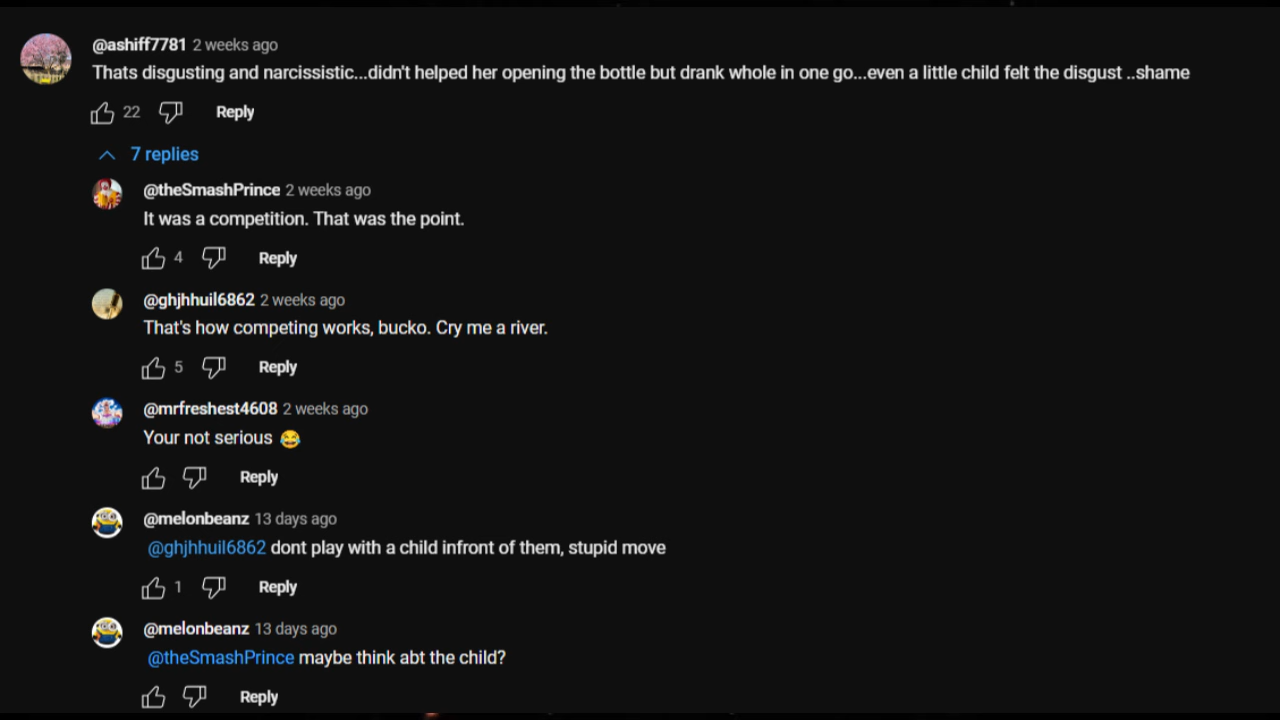 @ashiff7781 2 weeks ago
Thats disgusting and narcissistic...didn't helped her opening the bottle but drank whole in one go...even a little child felt the disgust ..shame
22 Reply
7 replies
@theSmashPrince 2 weeks ago
It was a competition. That was the point.
4 Reply
@ghjhhuil6862 2 weeks ago
That's how competing works, bucko. Cry me a river.
5 Reply
@mrfreshest4608 2 weeks ago
Your not serious 😂
Reply
@melonbeanz 13 days ago
@ghjhhuil6862 dont play with a child infront of them, stupid move
1 Reply
@melonbeanz 13 days ago
@theSmashPrince maybe think abt the child?
Reply